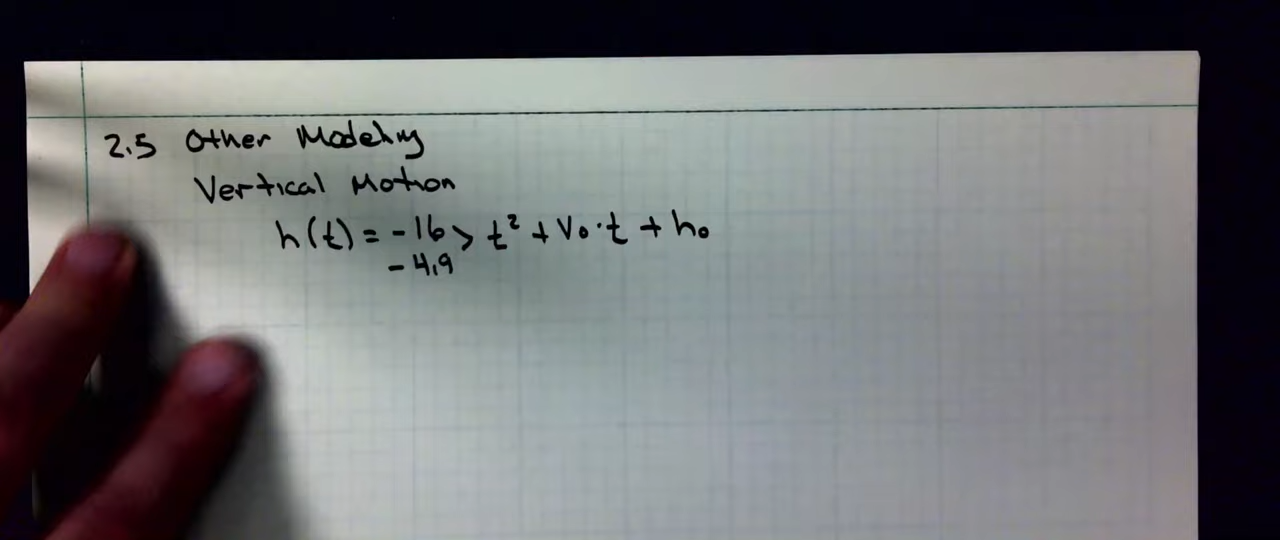 2.5 Other Modeling
Vertical Motion
h(t) = -16 > t² + V₀·t + h₀
-4.9